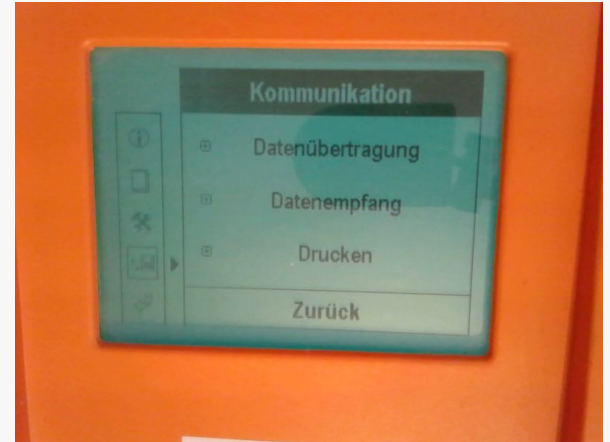 Kommunikation
Datenübertragung
Datenempfang
Drucken
Zurück